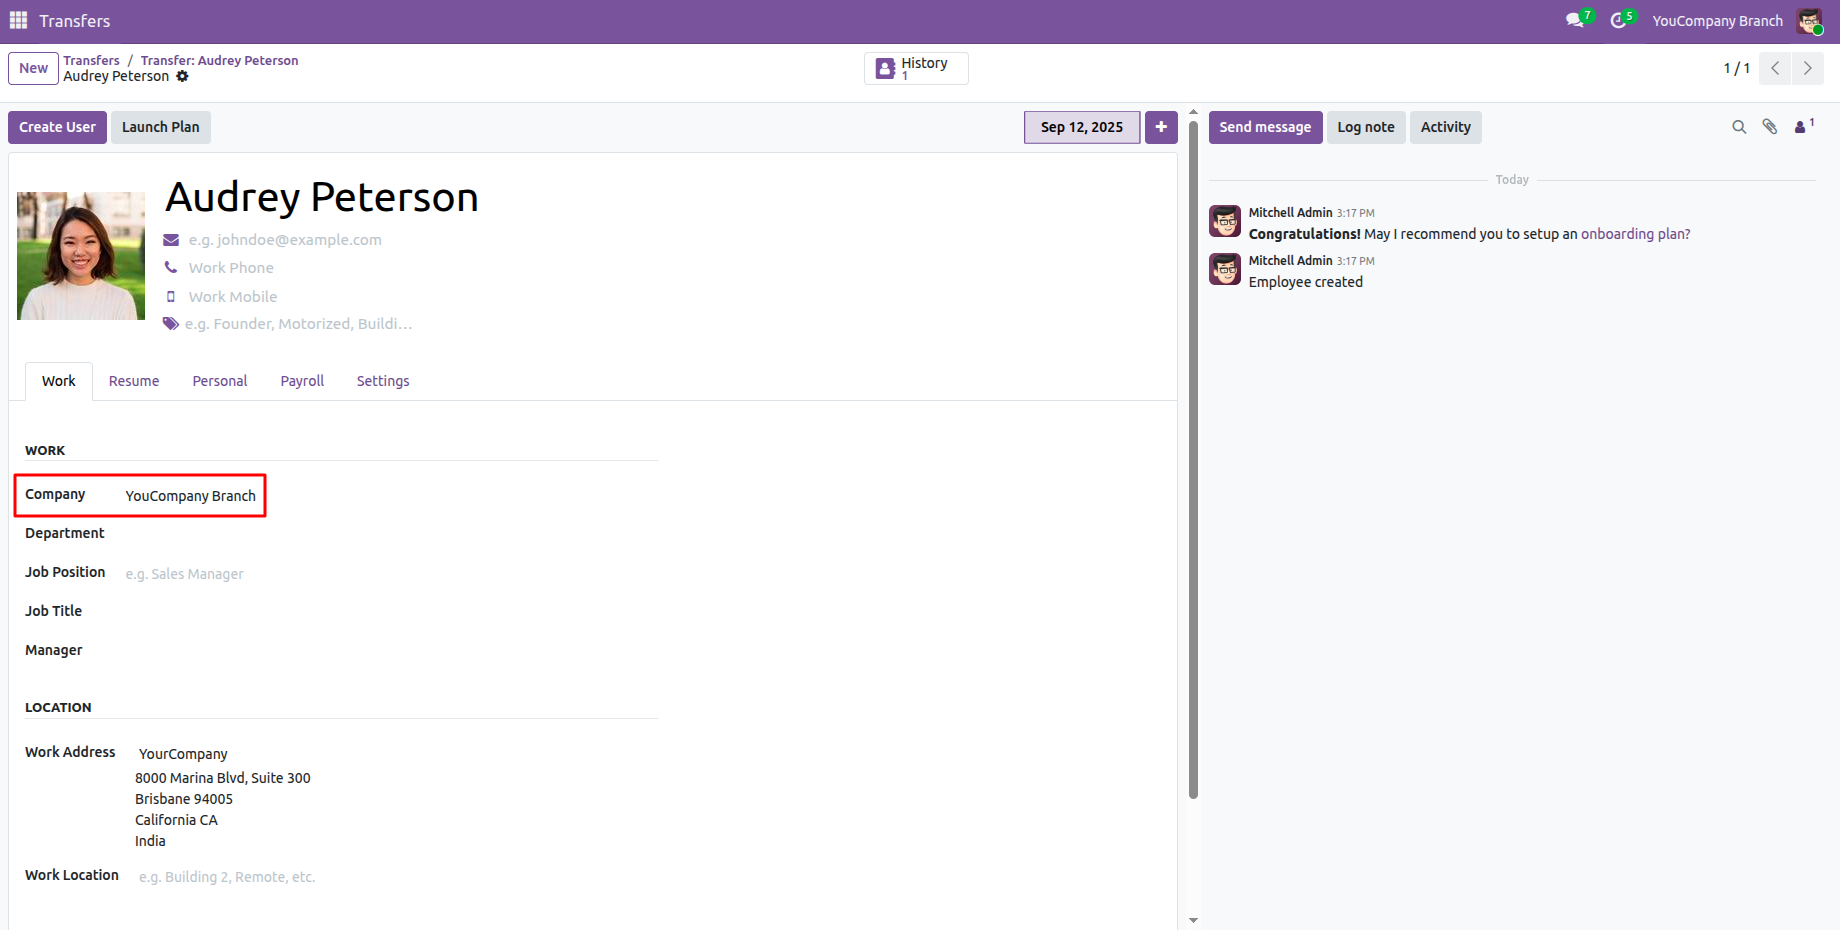 Transfers
7
5
YouCompany Branch
New
Transfers / Transfer: Audrey Peterson
Audrey Peterson
History
1
1 / 1
Create User
Launch Plan
Sep 12, 2025
+
Send message
Log note
Activity
1
Audrey Peterson
e.g. johndoe@example.com
Work Phone
Work Mobile
e.g. Founder, Motorized, Buildi...
Today
Mitchell Admin 3:17 PM
Congratulations! May I recommend you to setup an onboarding plan?
Mitchell Admin 3:17 PM
Employee created
Work
Resume
Personal
Payroll
Settings
WORK
Company YouCompany Branch
Department
Job Position e.g. Sales Manager
Job Title
Manager
LOCATION
Work Address YourCompany
8000 Marina Blvd, Suite 300
Brisbane 94005
California CA
India
Work Location e.g. Building 2, Remote, etc.